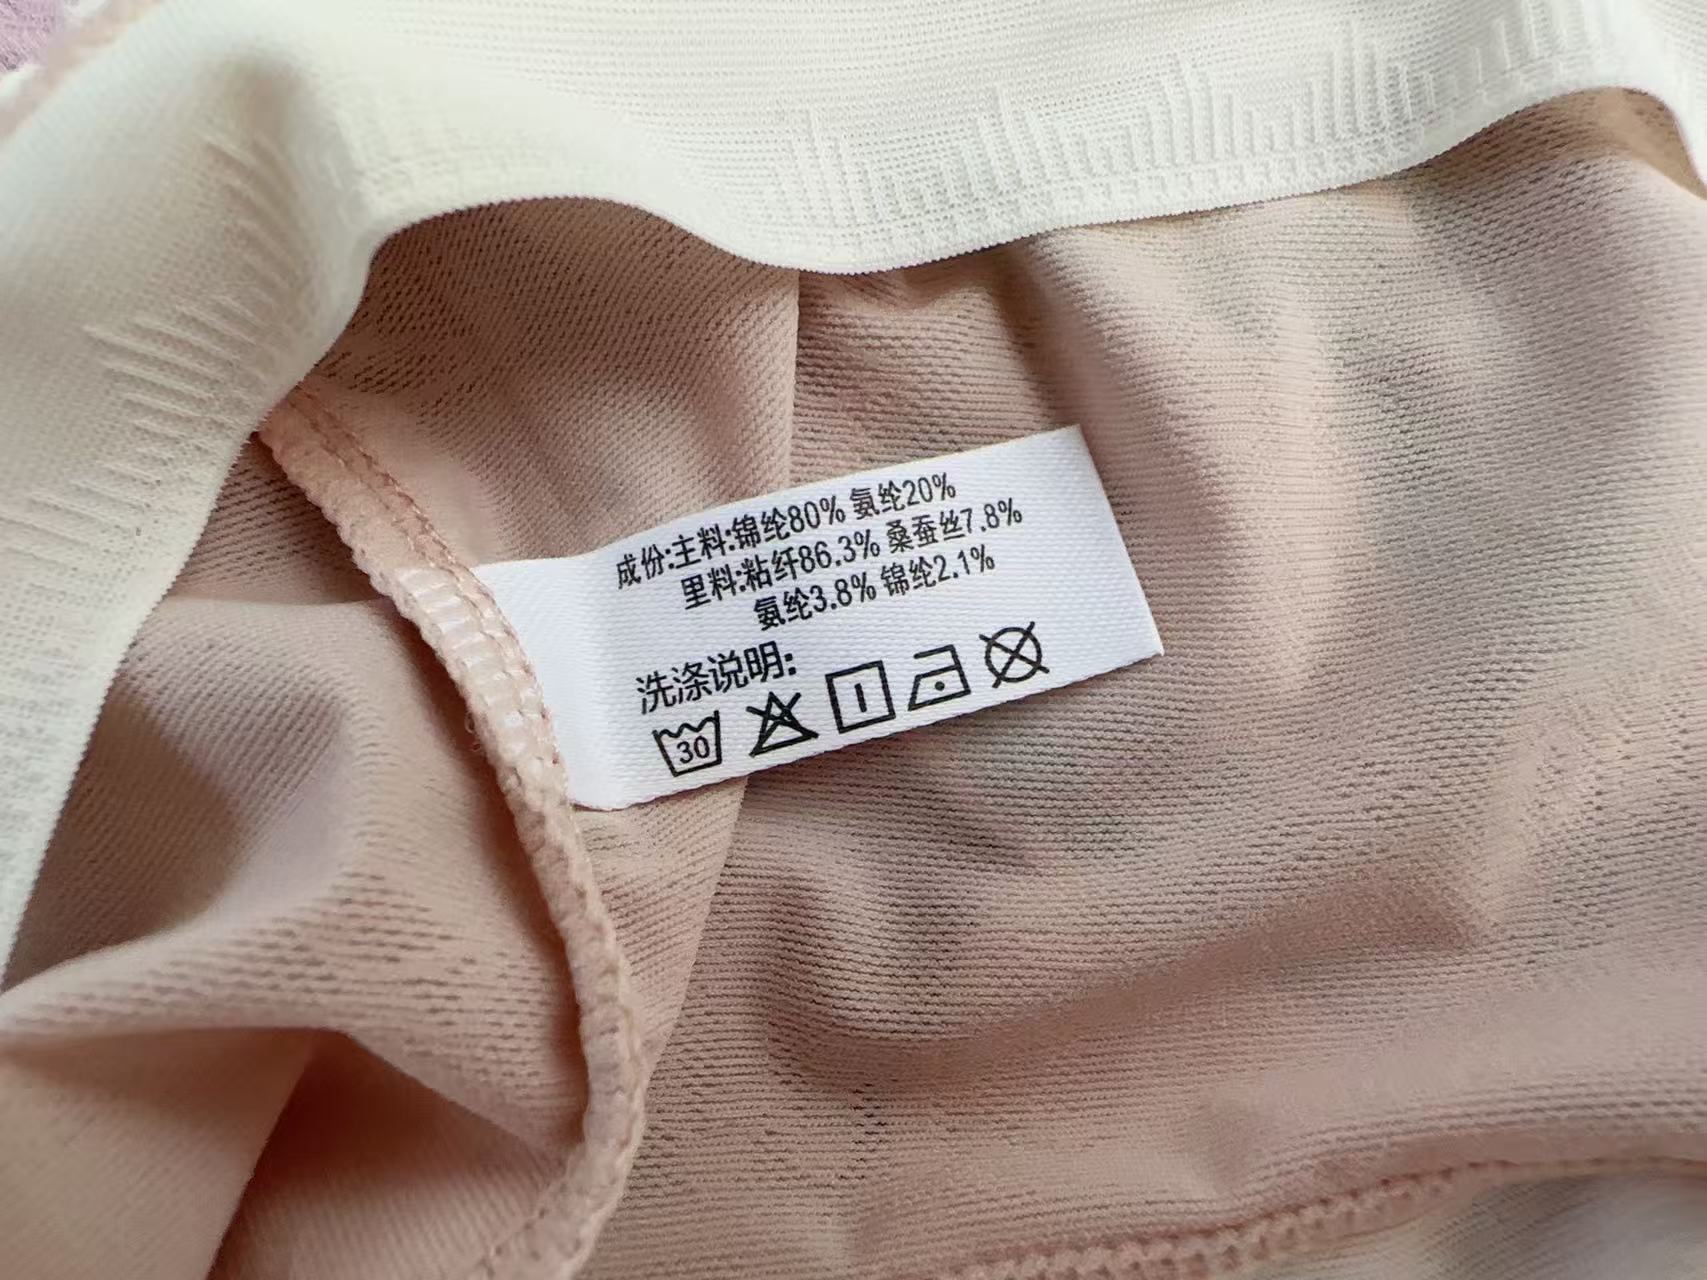 成份:主料:锦纶80% 氨纶20%
里料:粘纤86.3% 桑蚕丝7.8%
氨纶3.8% 锦纶2.1%
洗涤说明:
30